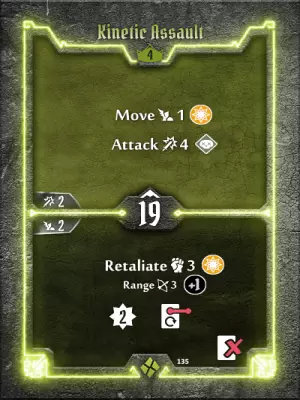 Kinetic Assault
4
Move 1
Attack 4
2
19
2
Retaliate 3
Range 3 +1
2
135